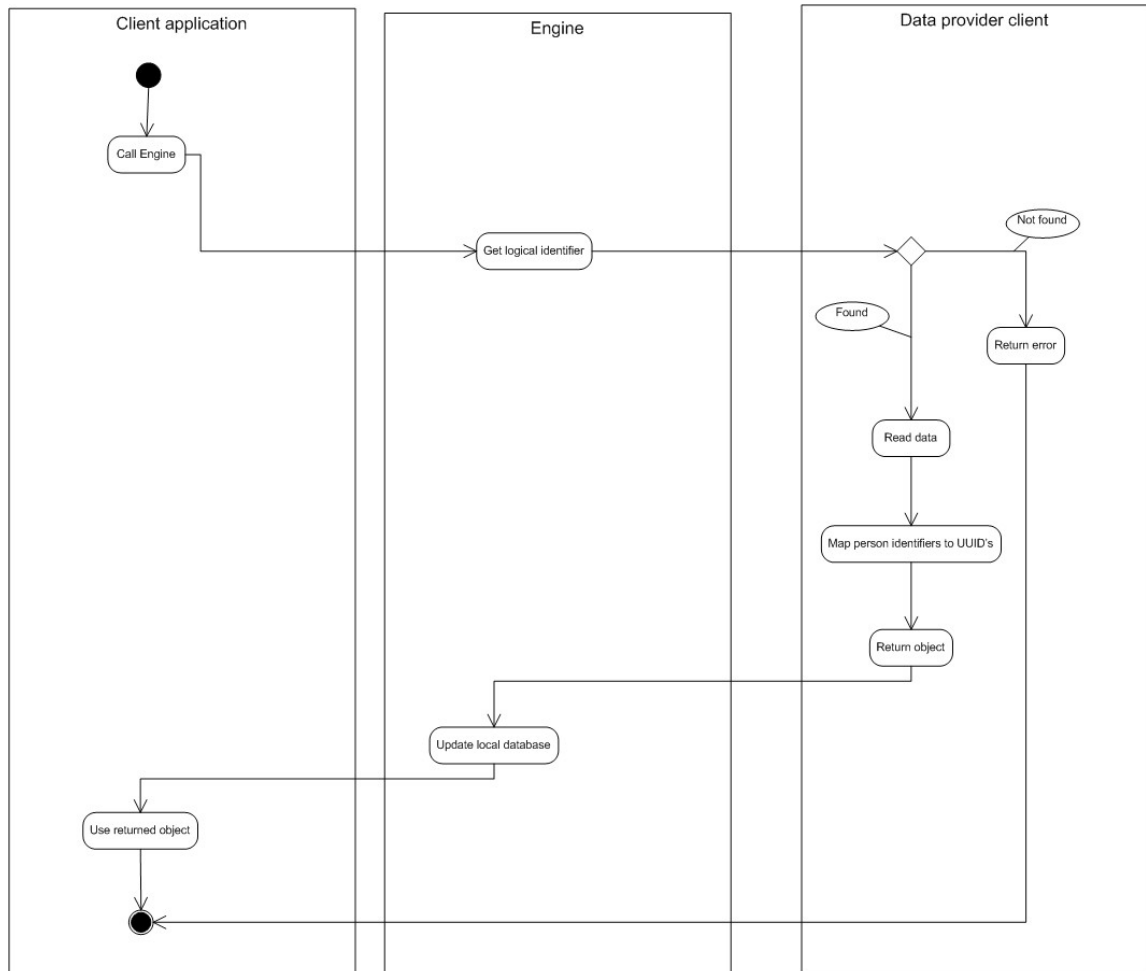 Client application
Engine
Data provider client
Call Engine
Get logical identifier
Not found
Found
Return error
Read data
Map person identifiers to UUID's
Return object
Update local database
Use returned object